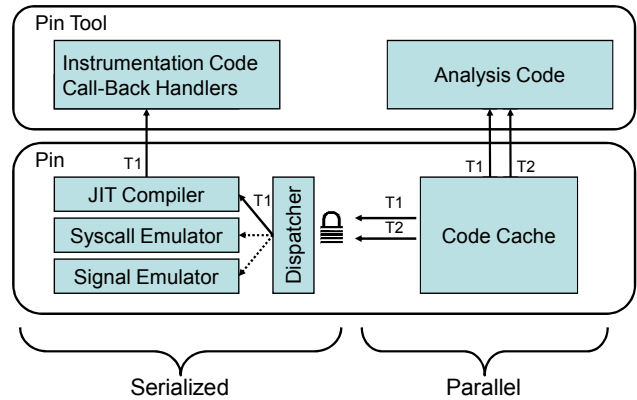 Pin Tool
Instrumentation Code
Call-Back Handlers
Analysis Code
T1
T1
T2
Pin
JIT Compiler
Syscall Emulator
Signal Emulator
T1
Dispatcher
T1
T2
Code Cache
Serialized
Parallel